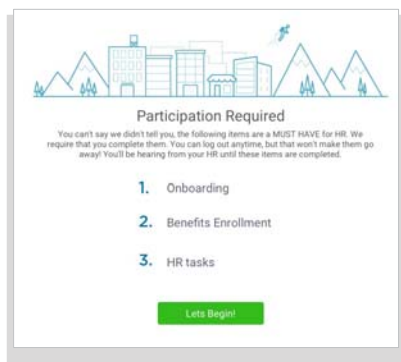 Participation Required
You can't say we didn't tell you, the following items are a MUST HAVE for HR. We
require that you complete them. You can log out anytime, but that won't make them go
away! You'll be hearing from your HR until these items are completed.
1. Onboarding
2. Benefits Enrollment
3. HR tasks
Lets Begin!